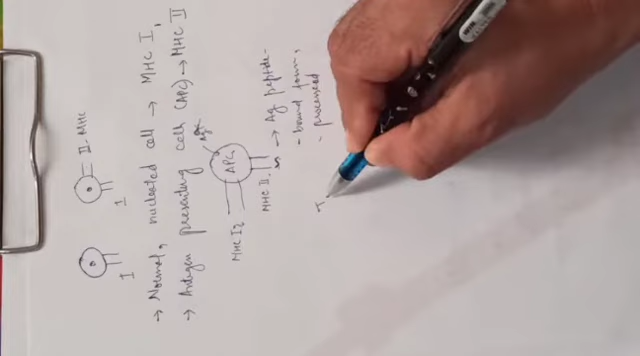 I
I
II MHC
→ Normal, nucleated cell → MHC I,
→ Antigen presenting cells (APC) → MHC II
APC
MHC I
MHC II
→ Ag peptide -
- bound form,
- processed
T